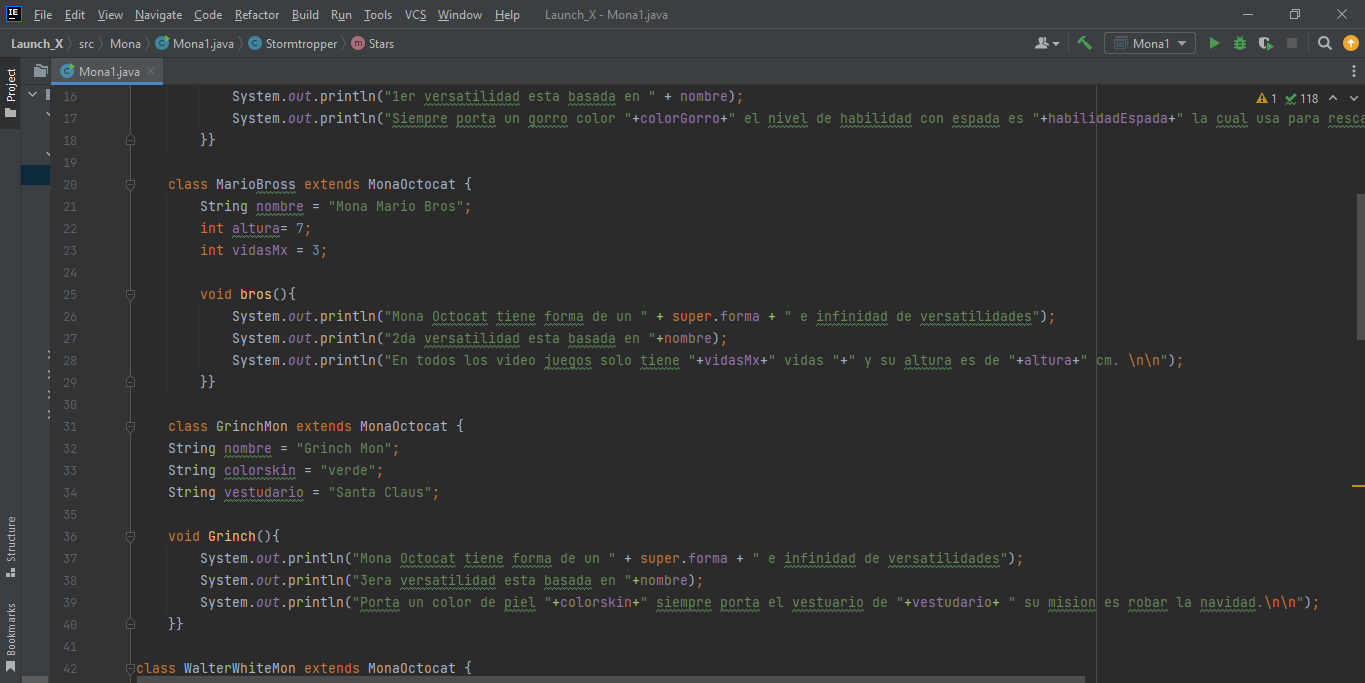 File Edit View Navigate Code Refactor Build Run Tools VCS Window Help Launch_X - Mona1.java
Launch_X src Mona Mona1.java Stormtropper Stars Mona1
Project Mona1.java
1 118
16 System.out.println("1er versatilidad esta basada en " + nombre);
17 System.out.println("Siempre porta un gorro color "+colorGorro+" el nivel de habilidad con espada es "+habilidadEspada+" la cual usa para resca
18 }}
19
20 class MarioBross extends MonaOctocat {
21 String nombre = "Mona Mario Bros";
22 int altura= 7;
23 int vidasMx = 3;
24
25 void bros(){
26 System.out.println("Mona Octocat tiene forma de un " + super.forma + " e infinidad de versatilidades");
27 System.out.println("2da versatilidad esta basada en "+nombre);
28 System.out.println("En todos los video juegos solo tiene "+vidasMx+" vidas "+" y su altura es de "+altura+" cm. \n\n");
29 }}
30
31 class GrinchMon extends MonaOctocat {
32 String nombre = "Grinch Mon";
33 String colorskin = "verde";
34 String vestudario = "Santa Claus";
35
36 void Grinch(){
37 System.out.println("Mona Octocat tiene forma de un " + super.forma + " e infinidad de versatilidades");
38 System.out.println("3era versatilidad esta basada en "+nombre);
39 System.out.println("Porta un color de piel "+colorskin+" siempre porta el vestuario de "+vestudario+ " su mision es robar la navidad.\n\n");
40 }}
41
42 class WalterWhiteMon extends MonaOctocat {
Structure
Bookmarks